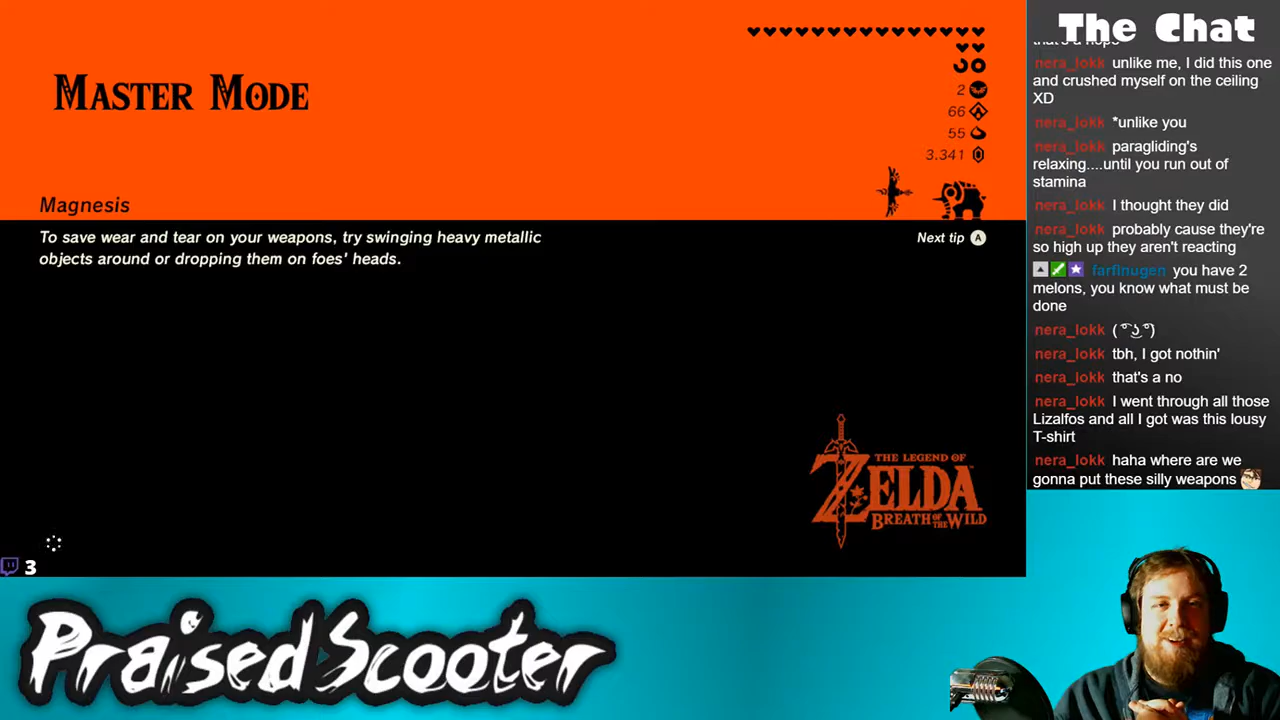 Master Mode
2
66
55
3.341
Magnesis
To save wear and tear on your weapons, try swinging heavy metallic
objects around or dropping them on foes' heads.
Next tip A
THE LEGEND OF
ZELDA
BREATH OF THE WILD
3
PraisedScooter
The Chat
that's a nope
nera_lokk unlike me, I did this one
and crushed myself on the ceiling
XD
nera_lokk *unlike you
nera_lokk paragliding's
relaxing....until you run out of
stamina
nera_lokk I thought they did
nera_lokk probably cause they're
so high up they aren't reacting
farfinugen you have 2
melons, you know what must be
done
nera_lokk ( ͡° ͜ʖ ͡°)
nera_lokk tbh, I got nothin'
nera_lokk that's a no
nera_lokk I went through all those
Lizalfos and all I got was this lousy
T-shirt
nera_lokk haha where are we
gonna put these silly weapons